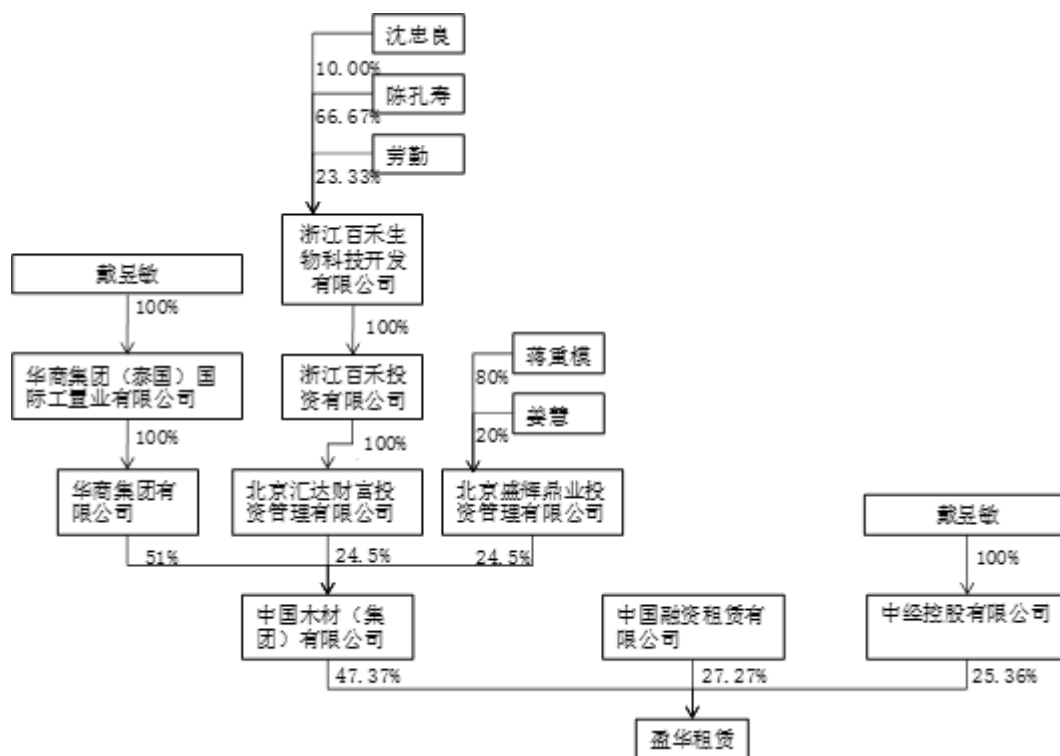 沈忠良
10.00%
陈孔寿
66.67%
劳勤
23.33%
浙江百禾生
物科技开发
有限公司
戴昱敏
100%
100%
华商集团（泰国）国
际工置业有限公司
浙江百禾投
资有限公司
蒋重模
80%
姜慧
20%
100%
100%
华商集团有
限公司
北京汇达财富投
资管理有限公司
北京盛辉鼎业投
资管理有限公司
戴昱敏
51%
24.5%
24.5%
100%
中国木材（集
团）有限公司
中国融资租赁有
限公司
中经控股有限公司
47.37%
27.27%
25.36%
盈华租赁